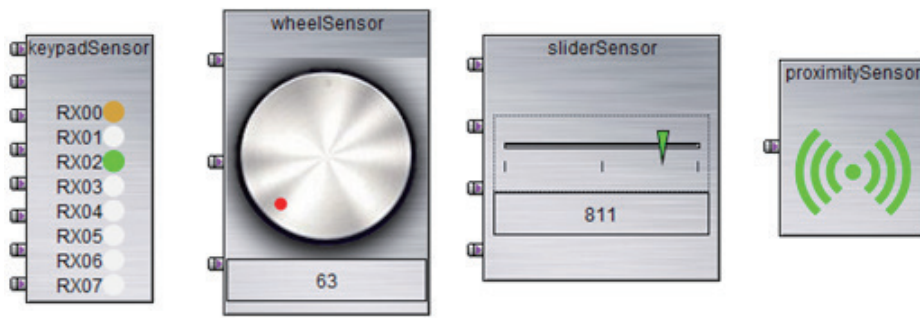 keypadSensor
RX00
RX01
RX02
RX03
RX04
RX05
RX06
RX07
wheelSensor
63
sliderSensor
811
proximitySensor